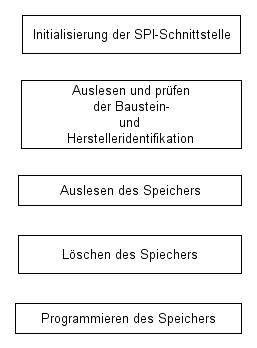 Initialisierung der SPI-Schnittstelle
Auslesen und prüfen
der Baustein-
und
Herstelleridentifikation
Auslesen des Speichers
Löschen des Spiechers
Programmieren des Speichers